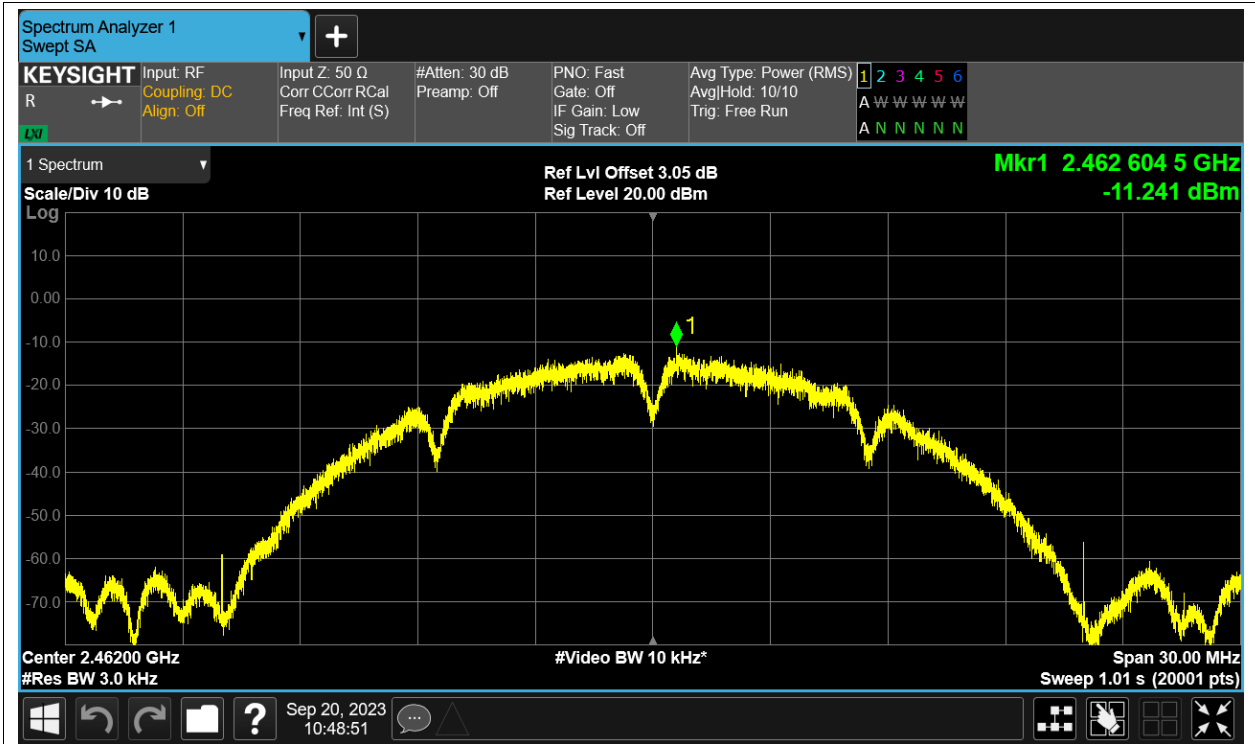 Spectrum Analyzer 1
Swept SA
KEYSIGHT
R
LXI
Input: RF
Coupling: DC
Align: Off
Input Z: 50 Ω
Corr CCorr RCal
Freq Ref: Int (S)
#Atten: 30 dB
Preamp: Off
PNO: Fast
Gate: Off
IF Gain: Low
Sig Track: Off
Avg Type: Power (RMS)
Avg|Hold: 10/10
Trig: Free Run
1 2 3 4 5 6
A W W W W W
A N N N N N
1 Spectrum
Scale/Div 10 dB
Log
Ref Lvl Offset 3.05 dB
Ref Level 20.00 dBm
Mkr1 2.462 604 5 GHz
-11.241 dBm
10.0
0.00
-10.0
-20.0
-30.0
-40.0
-50.0
-60.0
-70.0
1
Center 2.46200 GHz
#Res BW 3.0 kHz
#Video BW 10 kHz*
Span 30.00 MHz
Sweep 1.01 s (20001 pts)
?
Sep 20, 2023
10:48:51